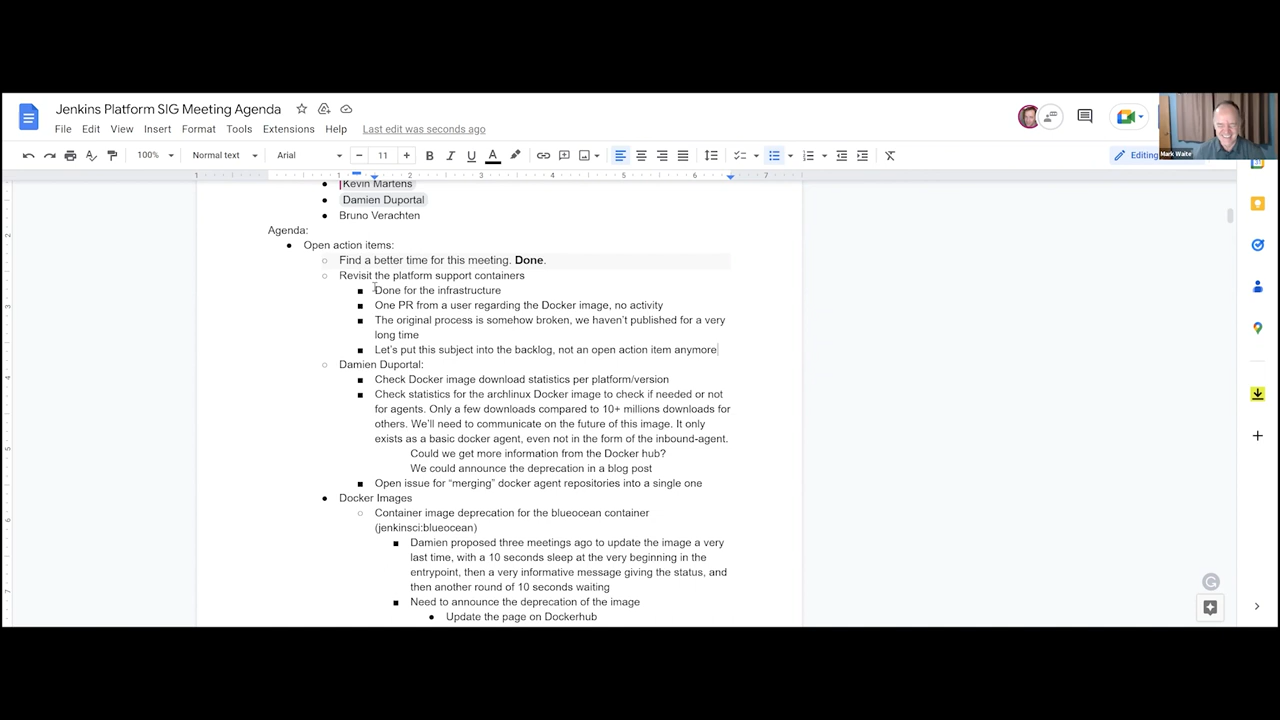 Jenkins Platform SIG Meeting Agenda
File Edit View Insert Format Tools Extensions Help Last edit was seconds ago
100% Normal text Arial 11 Editing
Mark Waite
1 1 2 3 4 5 6 7
Kevin Martens
Damien Duportal
Bruno Verachten
Agenda:
Open action items:
Find a better time for this meeting. Done.
Revisit the platform support containers
Done for the infrastructure
One PR from a user regarding the Docker image, no activity
The original process is somehow broken, we haven't published for a very
long time
Let's put this subject into the backlog, not an open action item anymore
Damien Duportal:
Check Docker image download statistics per platform/version
Check statistics for the archlinux Docker image to check if needed or not
for agents. Only a few downloads compared to 10+ millions downloads for
others. We'll need to communicate on the future of this image. It only
exists as a basic docker agent, even not in the form of the inbound-agent.
Could we get more information from the Docker hub?
We could announce the deprecation in a blog post
Open issue for “merging” docker agent repositories into a single one
Docker Images
Container image deprecation for the blueocean container
(jenkinsci:blueocean)
Damien proposed three meetings ago to update the image a very
last time, with a 10 seconds sleep at the very beginning in the
entrypoint, then a very informative message giving the status, and
then another round of 10 seconds waiting
Need to announce the deprecation of the image
Update the page on Dockerhub